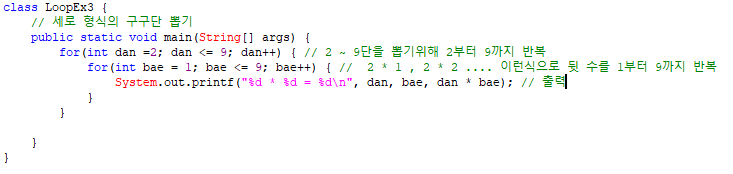 class LoopEx3 {
// 세로 형식의 구구단 뽑기
public static void main(String[] args) {
for(int dan =2; dan <= 9; dan++) { // 2 ~ 9단을 뽑기위해 2부터 9까지 반복
for(int bae = 1; bae <= 9; bae++) { //  2 * 1 , 2 * 2 .... 이런식으로 뒷 수를 1부터 9까지 반복
System.out.printf("%d * %d = %d\n", dan, bae, dan * bae); // 출력
}
}
}
}